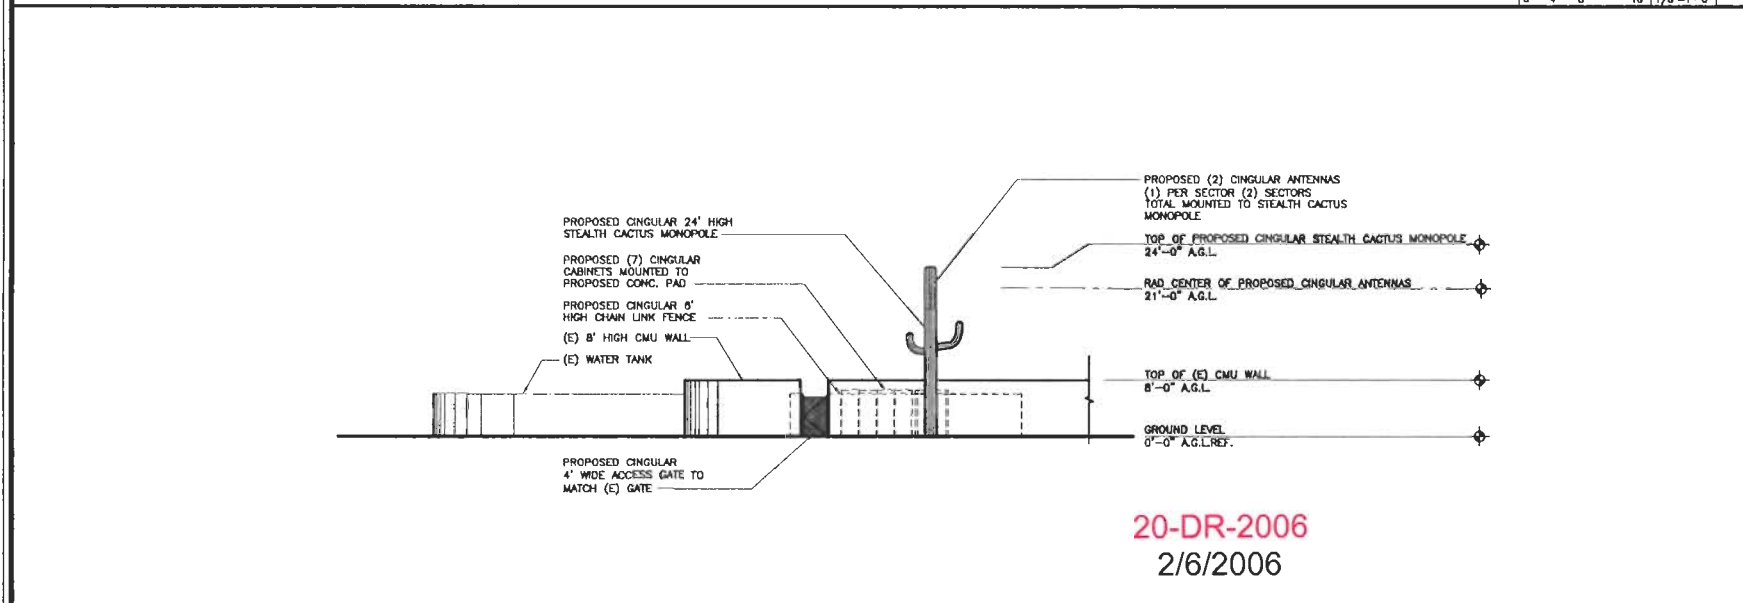 PROPOSED (2) CINGULAR ANTENNAS
(1) PER SECTOR (2) SECTORS
TOTAL MOUNTED TO STEALTH CACTUS
MONOPOLE
PROPOSED CINGULAR 24' HIGH
STEALTH CACTUS MONOPOLE
TOP OF PROPOSED CINGULAR STEALTH CACTUS MONOPOLE
24'-0" A.G.L.
PROPOSED (7) CINGULAR
CABINETS MOUNTED TO
PROPOSED CONC. PAD
RAD CENTER OF PROPOSED CINGULAR ANTENNAS
21'-0" A.G.L.
PROPOSED CINGULAR 6'
HIGH CHAIN LINK FENCE
(E) 8' HIGH CMU WALL
(E) WATER TANK
TOP OF (E) CMU WALL
8'-0" A.G.L.
GROUND LEVEL
0'-0" A.G.L.REF.
PROPOSED CINGULAR
4' WIDE ACCESS GATE TO
MATCH (E) GATE
20-DR-2006
2/6/2006